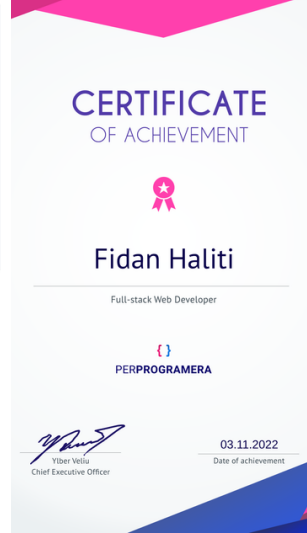 CERTIFICATE
OF ACHIEVEMENT
Fidan Haliti
Full-stack Web Developer
{ }
PERPROGRAMERA
Ylber Veliu
Chief Executive Officer
03.11.2022
Date of achievement